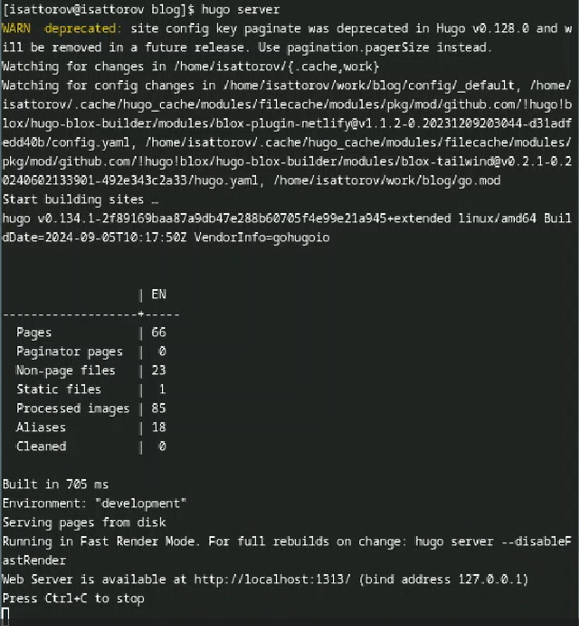 [isattorov@isattorov blog]$ hugo server
WARN  deprecated: site config key paginate was deprecated in Hugo v0.128.0 and w
ill be removed in a future release. Use pagination.pagerSize instead.
Watching for changes in /home/isattorov/{.cache,work}
Watching for config changes in /home/isattorov/work/blog/config/_default, /home/
isattorov/.cache/hugo_cache/modules/filecache/modules/pkg/mod/github.com/!hugo!b
lox/hugo-blox-builder/modules/blox-plugin-netlify@v1.1.2-0.20231209203044-d31adf
edd40b/config.yaml, /home/isattorov/.cache/hugo_cache/modules/filecache/modules/
pkg/mod/github.com/!hugo!blox/hugo-blox-builder/modules/blox-tailwind@v0.2.1-0.2
0240602133901-492e343c2a33/hugo.yaml, /home/isattorov/work/blog/go.mod
Start building sites …
hugo v0.134.1-2f89169baa87a9db47e288b60705f4e99e21a945+extended linux/amd64 Buil
dDate=2024-09-05T10:17:50Z VendorInfo=gohugoio
                   | EN
-------------------+-----
  Pages            | 66
  Paginator pages  |  0
  Non-page files   | 23
  Static files     |  1
  Processed images | 85
  Aliases          | 18
  Cleaned          |  0
Built in 705 ms
Environment: "development"
Serving pages from disk
Running in Fast Render Mode. For full rebuilds on change: hugo server --disableF
astRender
Web Server is available at http://localhost:1313/ (bind address 127.0.0.1)
Press Ctrl+C to stop